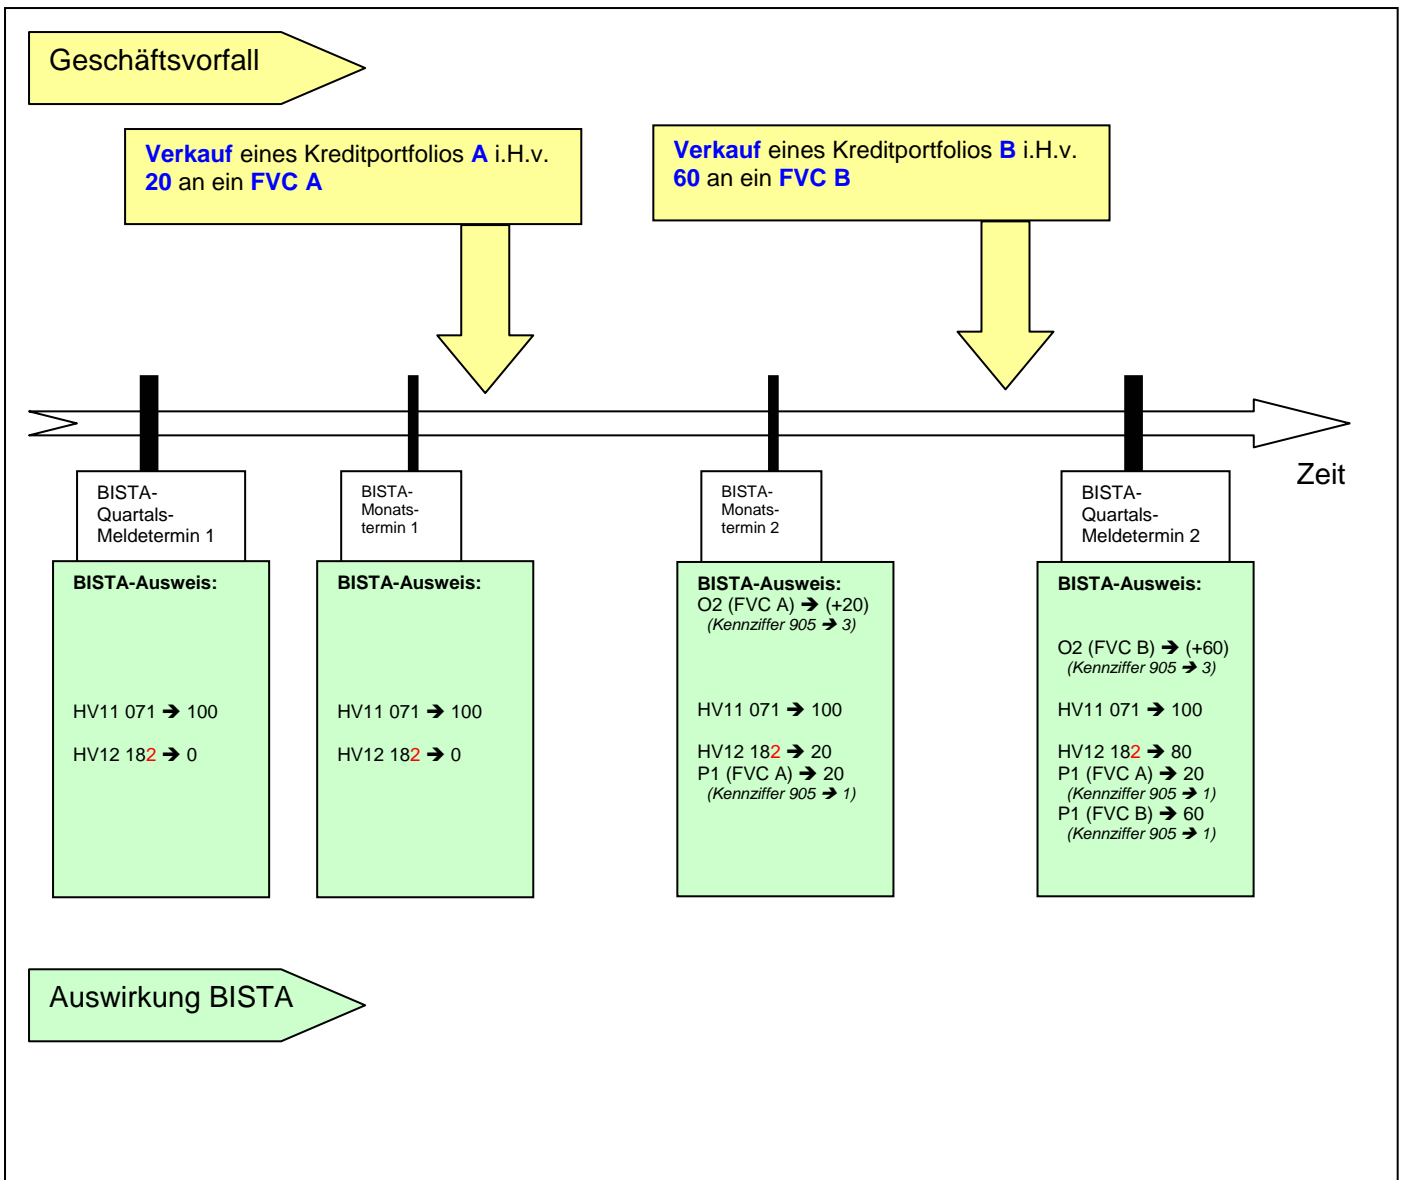 Geschäftsvorfall
Verkauf eines Kreditportfolios A i.H.v.
20 an ein FVC A
Verkauf eines Kreditportfolios B i.H.v.
60 an ein FVC B
Zeit
BISTA-
Quartals-
Meldetermin 1
BISTA-
Monats-
termin 1
BISTA-
Monats-
termin 2
BISTA-
Quartals-
Meldetermin 2
BISTA-Ausweis:
HV11 071 ➔ 100
HV12 182 ➔ 0
BISTA-Ausweis:
HV11 071 ➔ 100
HV12 182 ➔ 0
BISTA-Ausweis:
O2 (FVC A) ➔ (+20)
(Kennziffer 905 ➔ 3)
HV11 071 ➔ 100
HV12 182 ➔ 20
P1 (FVC A) ➔ 20
(Kennziffer 905 ➔ 1)
BISTA-Ausweis:
O2 (FVC B) ➔ (+60)
(Kennziffer 905 ➔ 3)
HV11 071 ➔ 100
HV12 182 ➔ 80
P1 (FVC A) ➔ 20
(Kennziffer 905 ➔ 1)
P1 (FVC B) ➔ 60
(Kennziffer 905 ➔ 1)
Auswirkung BISTA